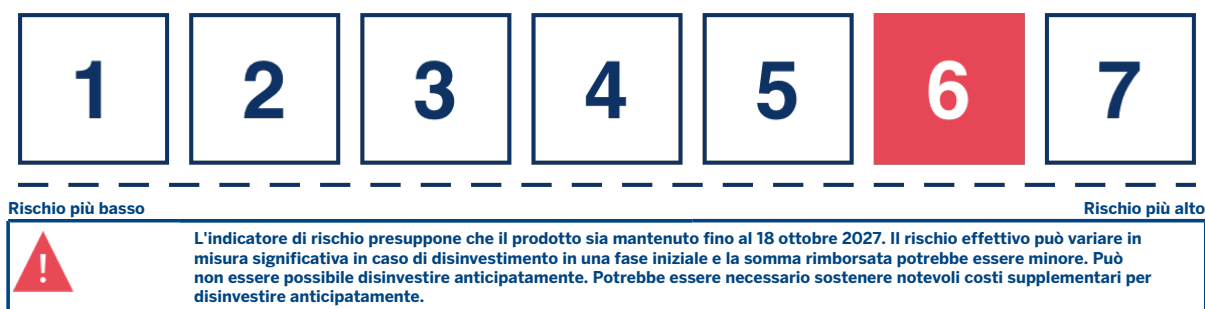 1 2 3 4 5 6 7
Rischio più basso Rischio più alto
!
L'indicatore di rischio presuppone che il prodotto sia mantenuto fino al 18 ottobre 2027. Il rischio effettivo può variare in
misura significativa in caso di disinvestimento in una fase iniziale e la somma rimborsata potrebbe essere minore. Può
non essere possibile disinvestire anticipatamente. Potrebbe essere necessario sostenere notevoli costi supplementari per
disinvestire anticipatamente.